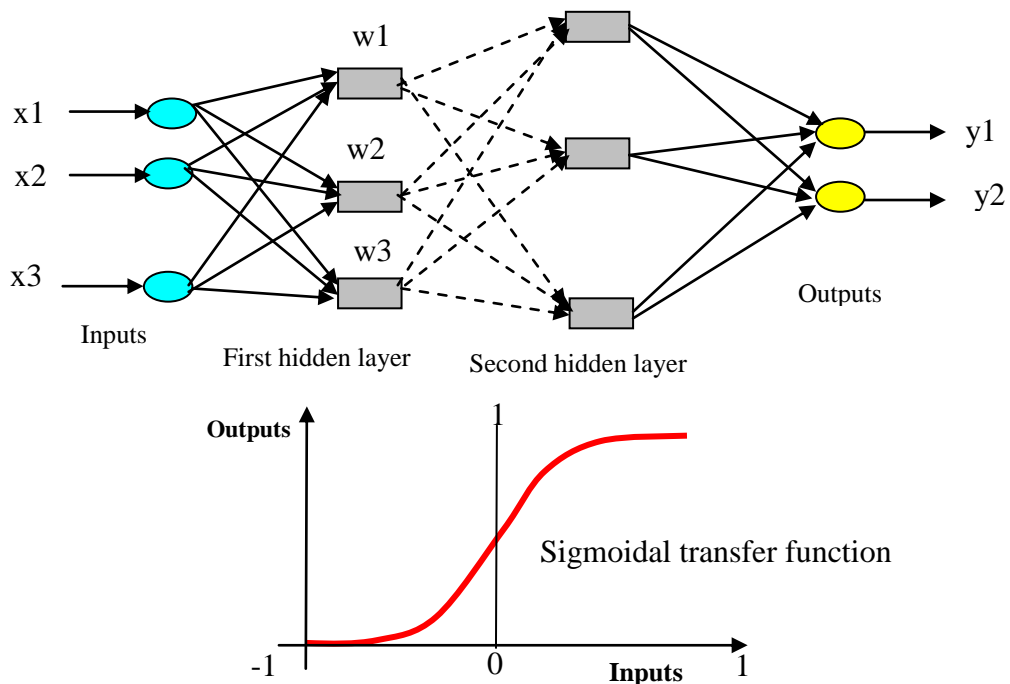 w1
x1
y1
w2
x2
y2
w3
x3
Outputs
Inputs
First hidden layer
Second hidden layer
1
Outputs
Sigmoidal transfer function
-1
0
Inputs
1